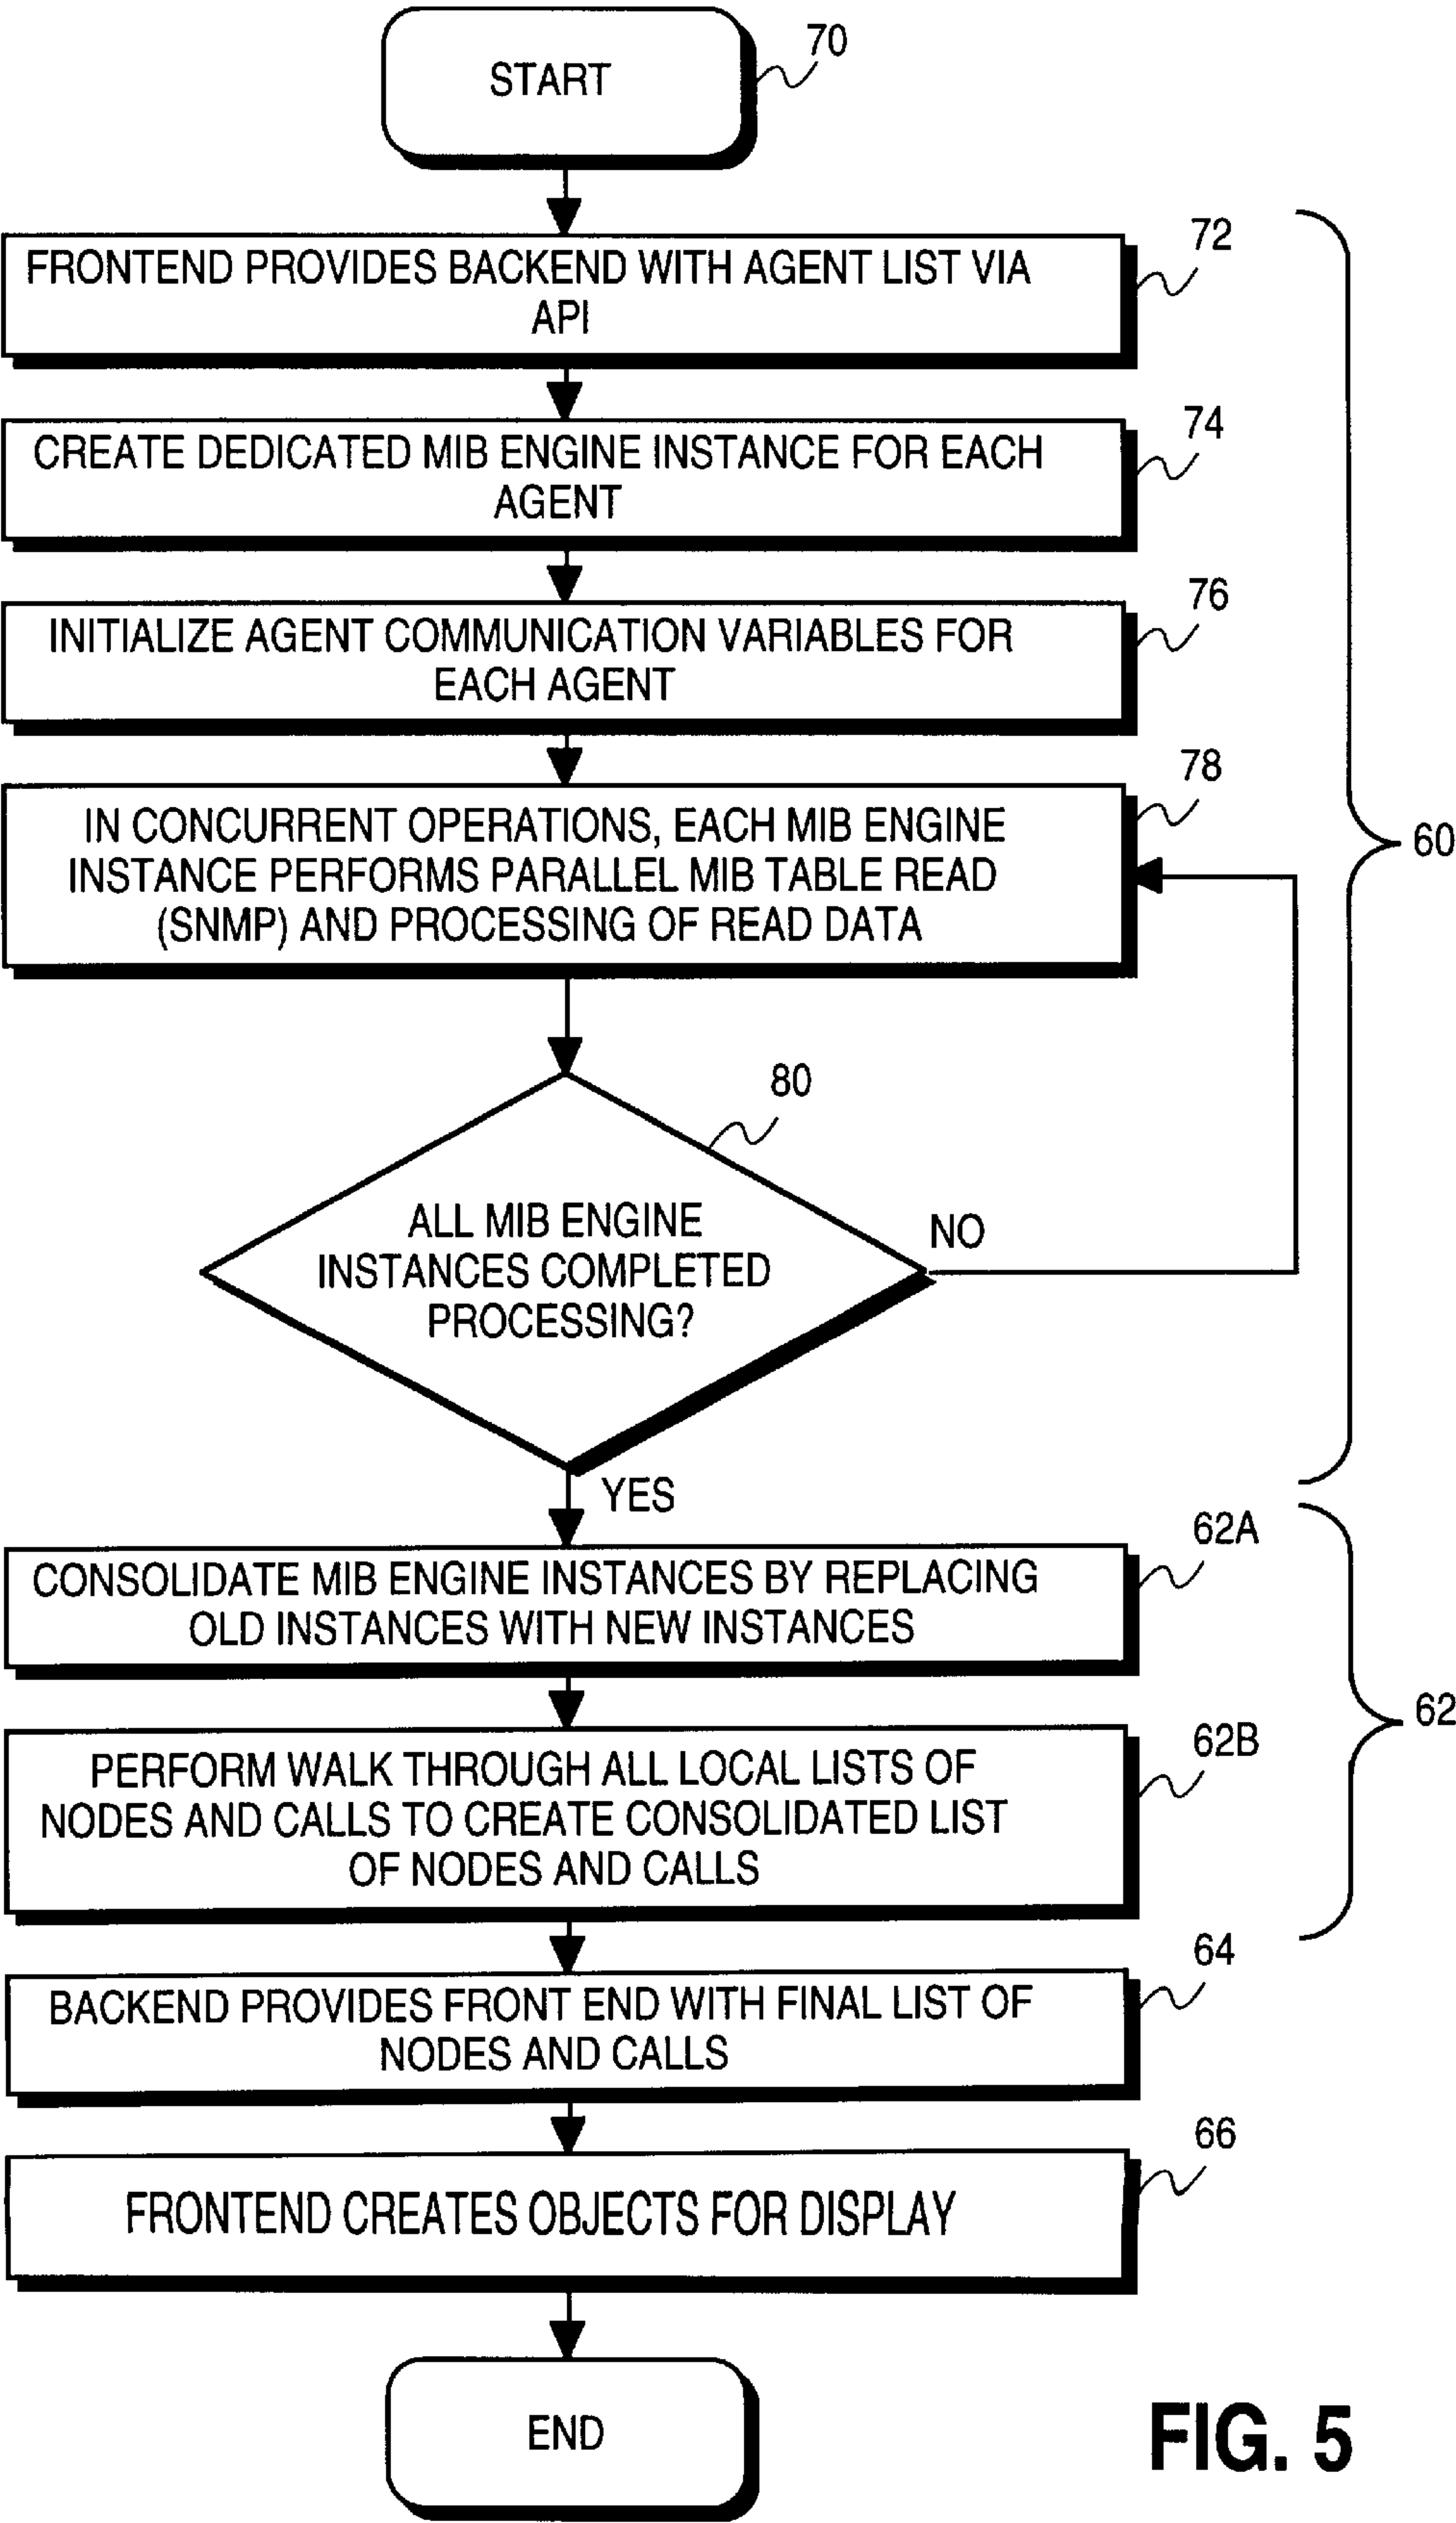 START
70
FRONTEND PROVIDES BACKEND WITH AGENT LIST VIA
API
72
CREATE DEDICATED MIB ENGINE INSTANCE FOR EACH
AGENT
74
INITIALIZE AGENT COMMUNICATION VARIABLES FOR
EACH AGENT
76
IN CONCURRENT OPERATIONS, EACH MIB ENGINE
INSTANCE PERFORMS PARALLEL MIB TABLE READ
(SNMP) AND PROCESSING OF READ DATA
78
60
80
ALL MIB ENGINE
INSTANCES COMPLETED
PROCESSING?
NO
YES
CONSOLIDATE MIB ENGINE INSTANCES BY REPLACING
OLD INSTANCES WITH NEW INSTANCES
62A
PERFORM WALK THROUGH ALL LOCAL LISTS OF
NODES AND CALLS TO CREATE CONSOLIDATED LIST
OF NODES AND CALLS
62B
62
BACKEND PROVIDES FRONT END WITH FINAL LIST OF
NODES AND CALLS
64
FRONTEND CREATES OBJECTS FOR DISPLAY
66
END
FIG. 5